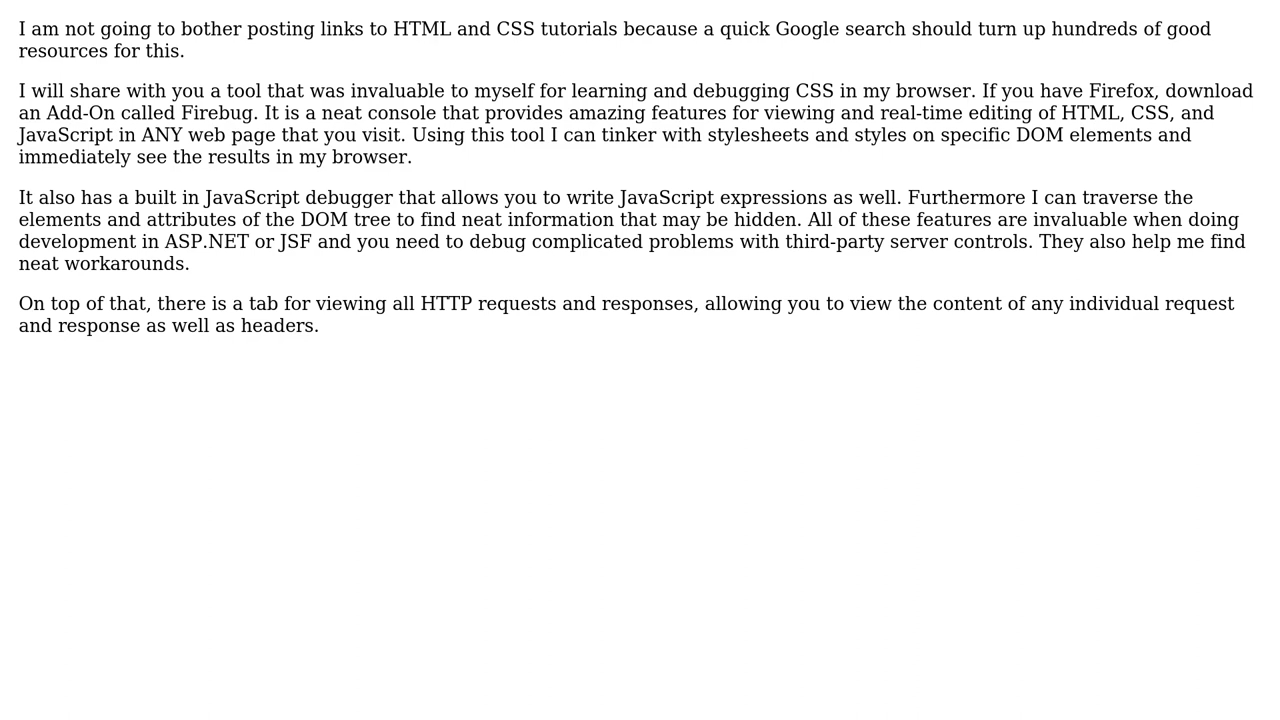 I am not going to bother posting links to HTML and CSS tutorials because a quick Google search should turn up hundreds of good
resources for this.
I will share with you a tool that was invaluable to myself for learning and debugging CSS in my browser. If you have Firefox, download
an Add-On called Firebug. It is a neat console that provides amazing features for viewing and real-time editing of HTML, CSS, and
JavaScript in ANY web page that you visit. Using this tool I can tinker with stylesheets and styles on specific DOM elements and
immediately see the results in my browser.
It also has a built in JavaScript debugger that allows you to write JavaScript expressions as well. Furthermore I can traverse the
elements and attributes of the DOM tree to find neat information that may be hidden. All of these features are invaluable when doing
development in ASP.NET or JSF and you need to debug complicated problems with third-party server controls. They also help me find
neat workarounds.
On top of that, there is a tab for viewing all HTTP requests and responses, allowing you to view the content of any individual request
and response as well as headers.